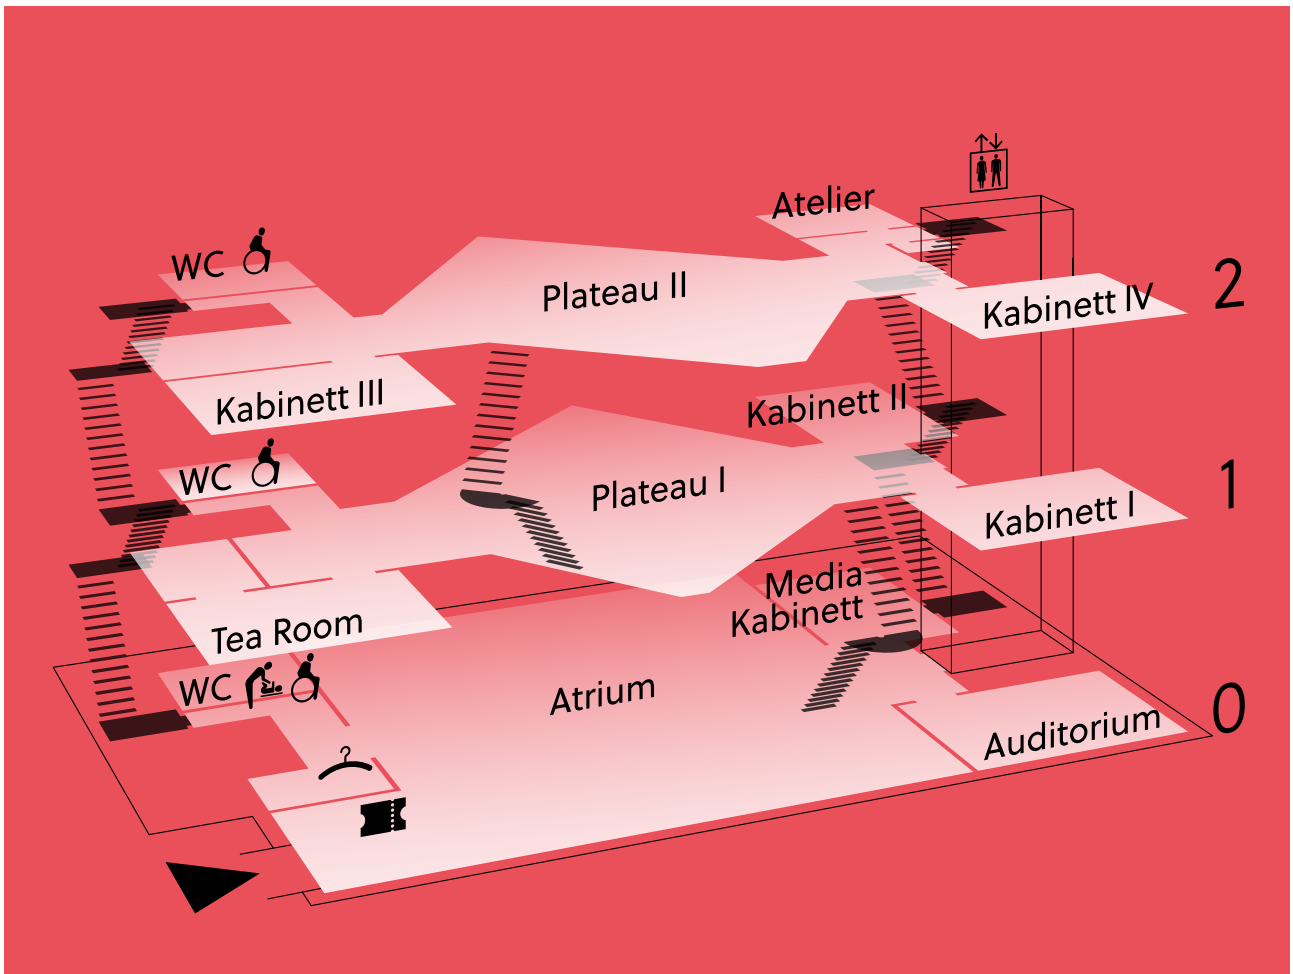 Atelier
WC
Plateau II
Kabinett IV
2
Kabinett III
Kabinett II
WC
Plateau I
Kabinett I
1
Media
Kabinett
Tea Room
WC
Atrium
Auditorium
0